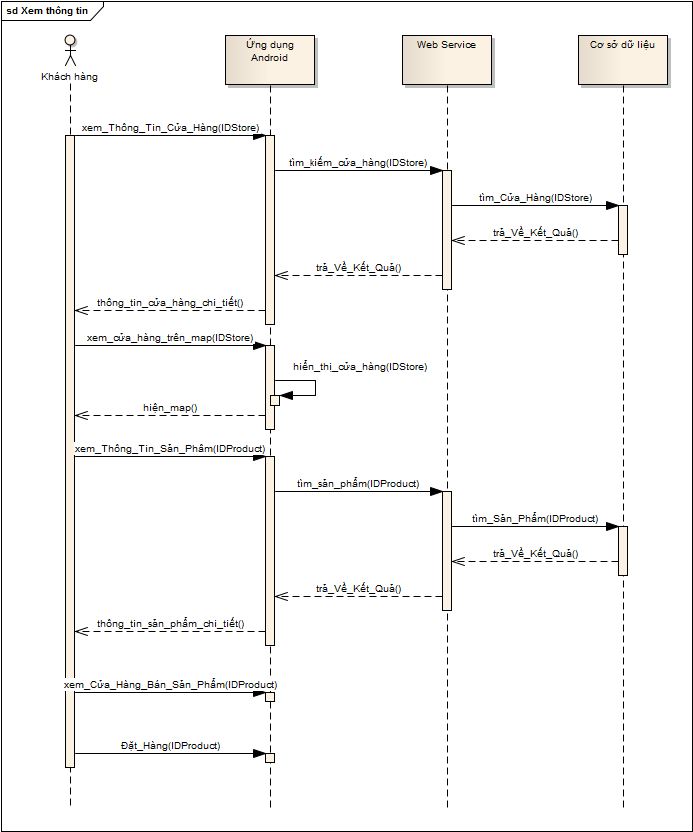 sd Xem thông tin
Khách hàng
Ứng dụng
Android
Web Service
Cơ sở dữ liệu
xem_Thông_Tin_Cửa_Hàng(IDStore)
tìm_kiếm_cửa_hàng(IDStore)
tìm_Cửa_Hàng(IDStore)
trả_Về_Kết_Quả()
trả_Về_Kết_Quả()
thông_tin_cửa_hàng_chi_tiết()
xem_cửa_hàng_trên_map(IDStore)
hiển_thị_cửa_hàng(IDStore)
hiện_map()
xem_Thông_Tin_Sản_Phẩm(IDProduct)
tìm_sản_phẩm(IDProduct)
tìm_Sản_Phẩm(IDProduct)
trả_Về_Kết_Quả()
trả_Về_Kết_Quả()
thông_tin_sản_phẩm_chi_tiết()
xem_Cửa_Hàng_Bán_Sản_Phẩm(IDProduct)
Đặt_Hàng(IDProduct)